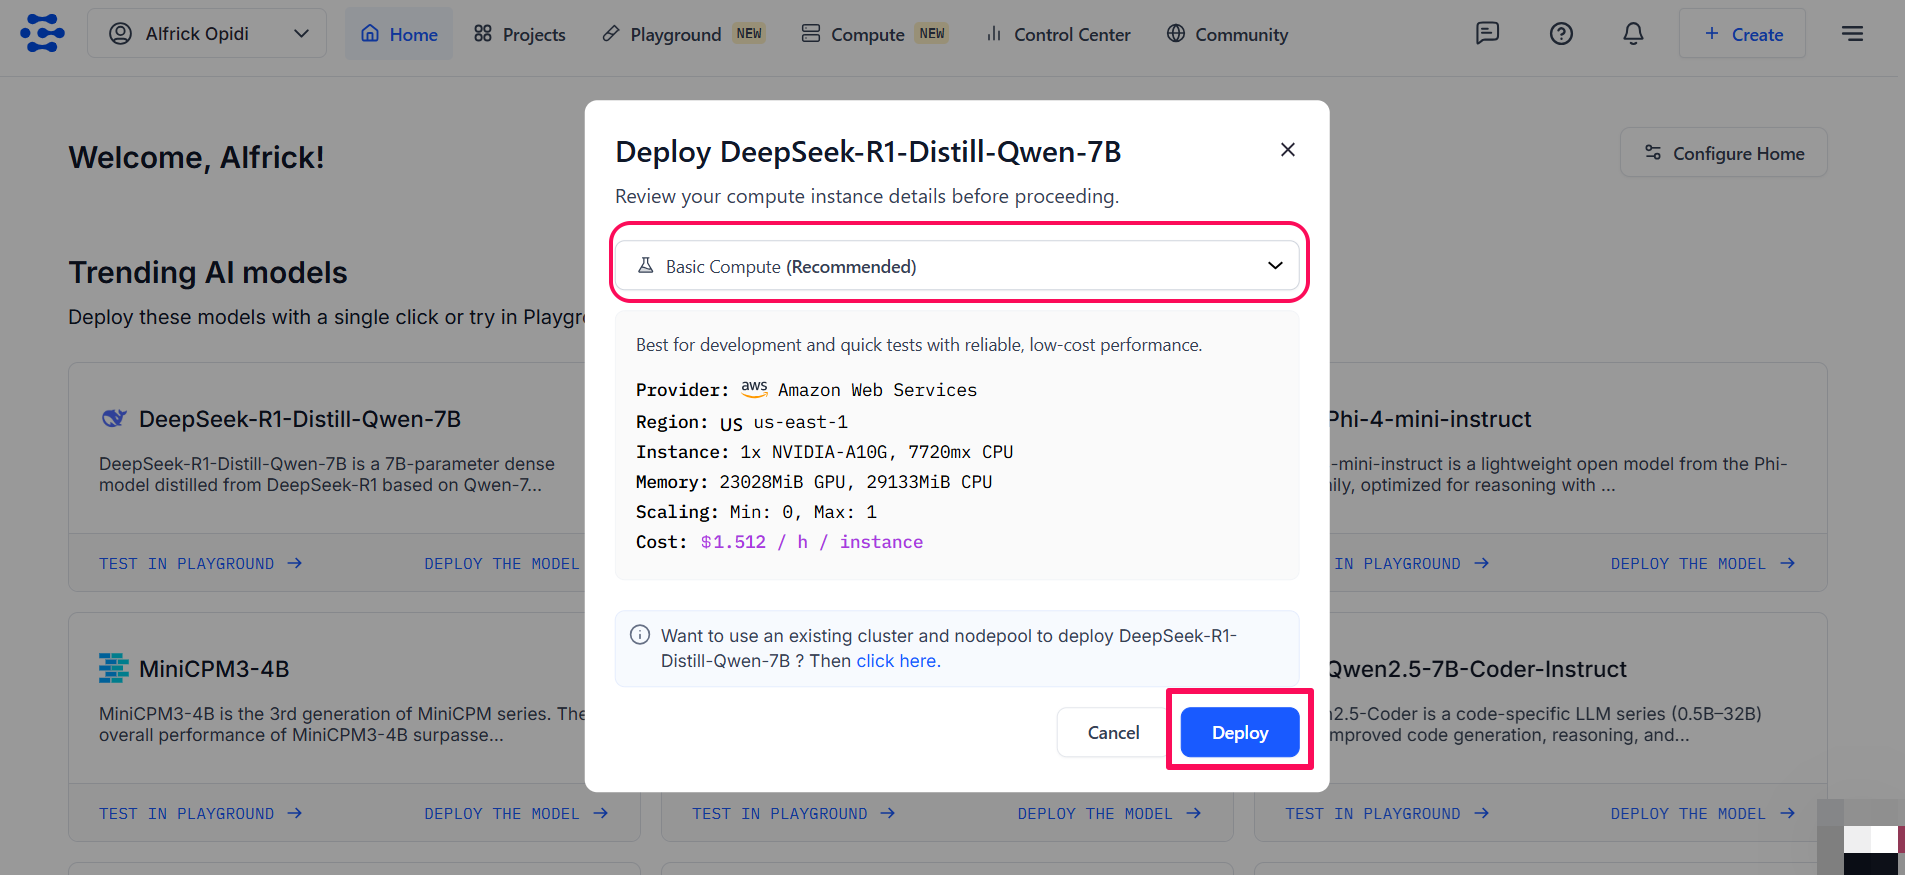 Alfrick Opidi
Home
Projects
Playground NEW
Compute NEW
Control Center
Community
+ Create
Welcome, Alfrick!
Configure Home
Trending AI models
Deploy these models with a single click or try in Playgr
DeepSeek-R1-Distill-Qwen-7B
DeepSeek-R1-Distill-Qwen-7B is a 7B-parameter dense
model distilled from DeepSeek-R1 based on Qwen-7...
TEST IN PLAYGROUND →
DEPLOY THE MODEL
Phi-4-mini-instruct
-mini-instruct is a lightweight open model from the Phi-
ily, optimized for reasoning with ...
IN PLAYGROUND →
DEPLOY THE MODEL →
MiniCPM3-4B
MiniCPM3-4B is the 3rd generation of MiniCPM series. The
overall performance of MiniCPM3-4B surpasse...
TEST IN PLAYGROUND →
DEPLOY THE MODEL →
TEST IN PLAYGROUND →
DEPLOY THE MODEL →
Qwen2.5-7B-Coder-Instruct
2.5-Coder is a code-specific LLM series (0.5B–32B)
mproved code generation, reasoning, and...
TEST IN PLAYGROUND →
DEPLOY THE MODEL →
Deploy DeepSeek-R1-Distill-Qwen-7B
Review your compute instance details before proceeding.
Basic Compute (Recommended)
Best for development and quick tests with reliable, low-cost performance.
Provider: aws Amazon Web Services
Region: US us-east-1
Instance: 1x NVIDIA-A10G, 7720mx CPU
Memory: 23028MiB GPU, 29133MiB CPU
Scaling: Min: 0, Max: 1
Cost: $1.512 / h / instance
Want to use an existing cluster and nodepool to deploy DeepSeek-R1-
Distill-Qwen-7B ? Then click here.
Cancel
Deploy